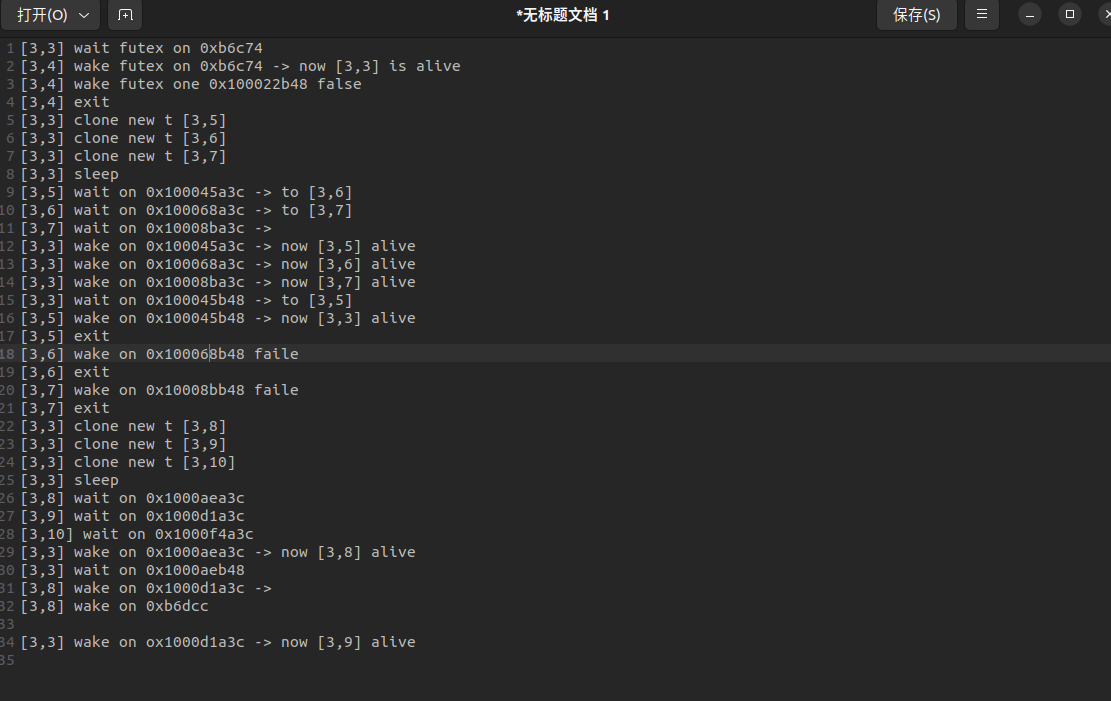 打开(O)
*无标题文档 1
保存(S)
1 [3,3] wait futex on 0xb6c74
2 [3,4] wake futex on 0xb6c74 -> now [3,3] is alive
3 [3,4] wake futex one 0x100022b48 false
4 [3,4] exit
5 [3,3] clone new t [3,5]
6 [3,3] clone new t [3,6]
7 [3,3] clone new t [3,7]
8 [3,3] sleep
9 [3,5] wait on 0x100045a3c -> to [3,6]
10 [3,6] wait on 0x100068a3c -> to [3,7]
11 [3,7] wait on 0x10008ba3c ->
12 [3,3] wake on 0x100045a3c -> now [3,5] alive
13 [3,3] wake on 0x100068a3c -> now [3,6] alive
14 [3,3] wake on 0x10008ba3c -> now [3,7] alive
15 [3,3] wait on 0x100045b48 -> to [3,5]
16 [3,5] wake on 0x100045b48 -> now [3,3] alive
17 [3,5] exit
18 [3,6] wake on 0x100068b48 faile
19 [3,6] exit
20 [3,7] wake on 0x10008bb48 faile
21 [3,7] exit
22 [3,3] clone new t [3,8]
23 [3,3] clone new t [3,9]
24 [3,3] clone new t [3,10]
25 [3,3] sleep
26 [3,8] wait on 0x1000aea3c
27 [3,9] wait on 0x1000d1a3c
28 [3,10] wait on 0x1000f4a3c
29 [3,3] wake on 0x1000aea3c -> now [3,8] alive
30 [3,3] wait on 0x1000aeb48
31 [3,8] wake on 0x1000d1a3c ->
32 [3,8] wake on 0xb6dcc
33
34 [3,3] wake on ox1000d1a3c -> now [3,9] alive
35